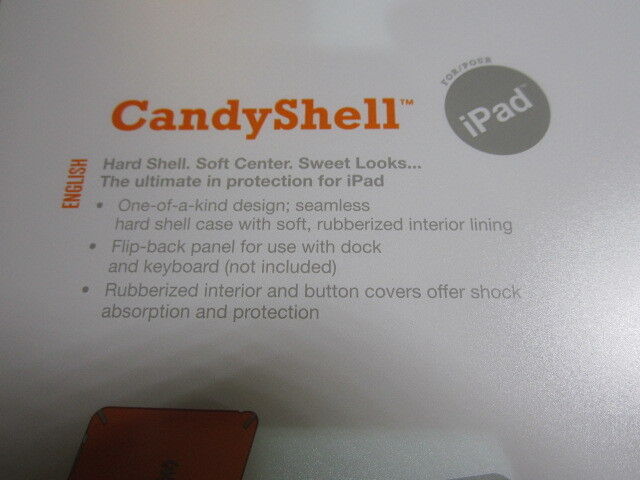 FOR/POUR
iPad™
CandyShell™
ENGLISH
Hard Shell. Soft Center. Sweet Looks...
The ultimate in protection for iPad
• One-of-a-kind design; seamless
hard shell case with soft, rubberized interior lining
• Flip-back panel for use with dock
and keyboard (not included)
• Rubberized interior and button covers offer shock
absorption and protection